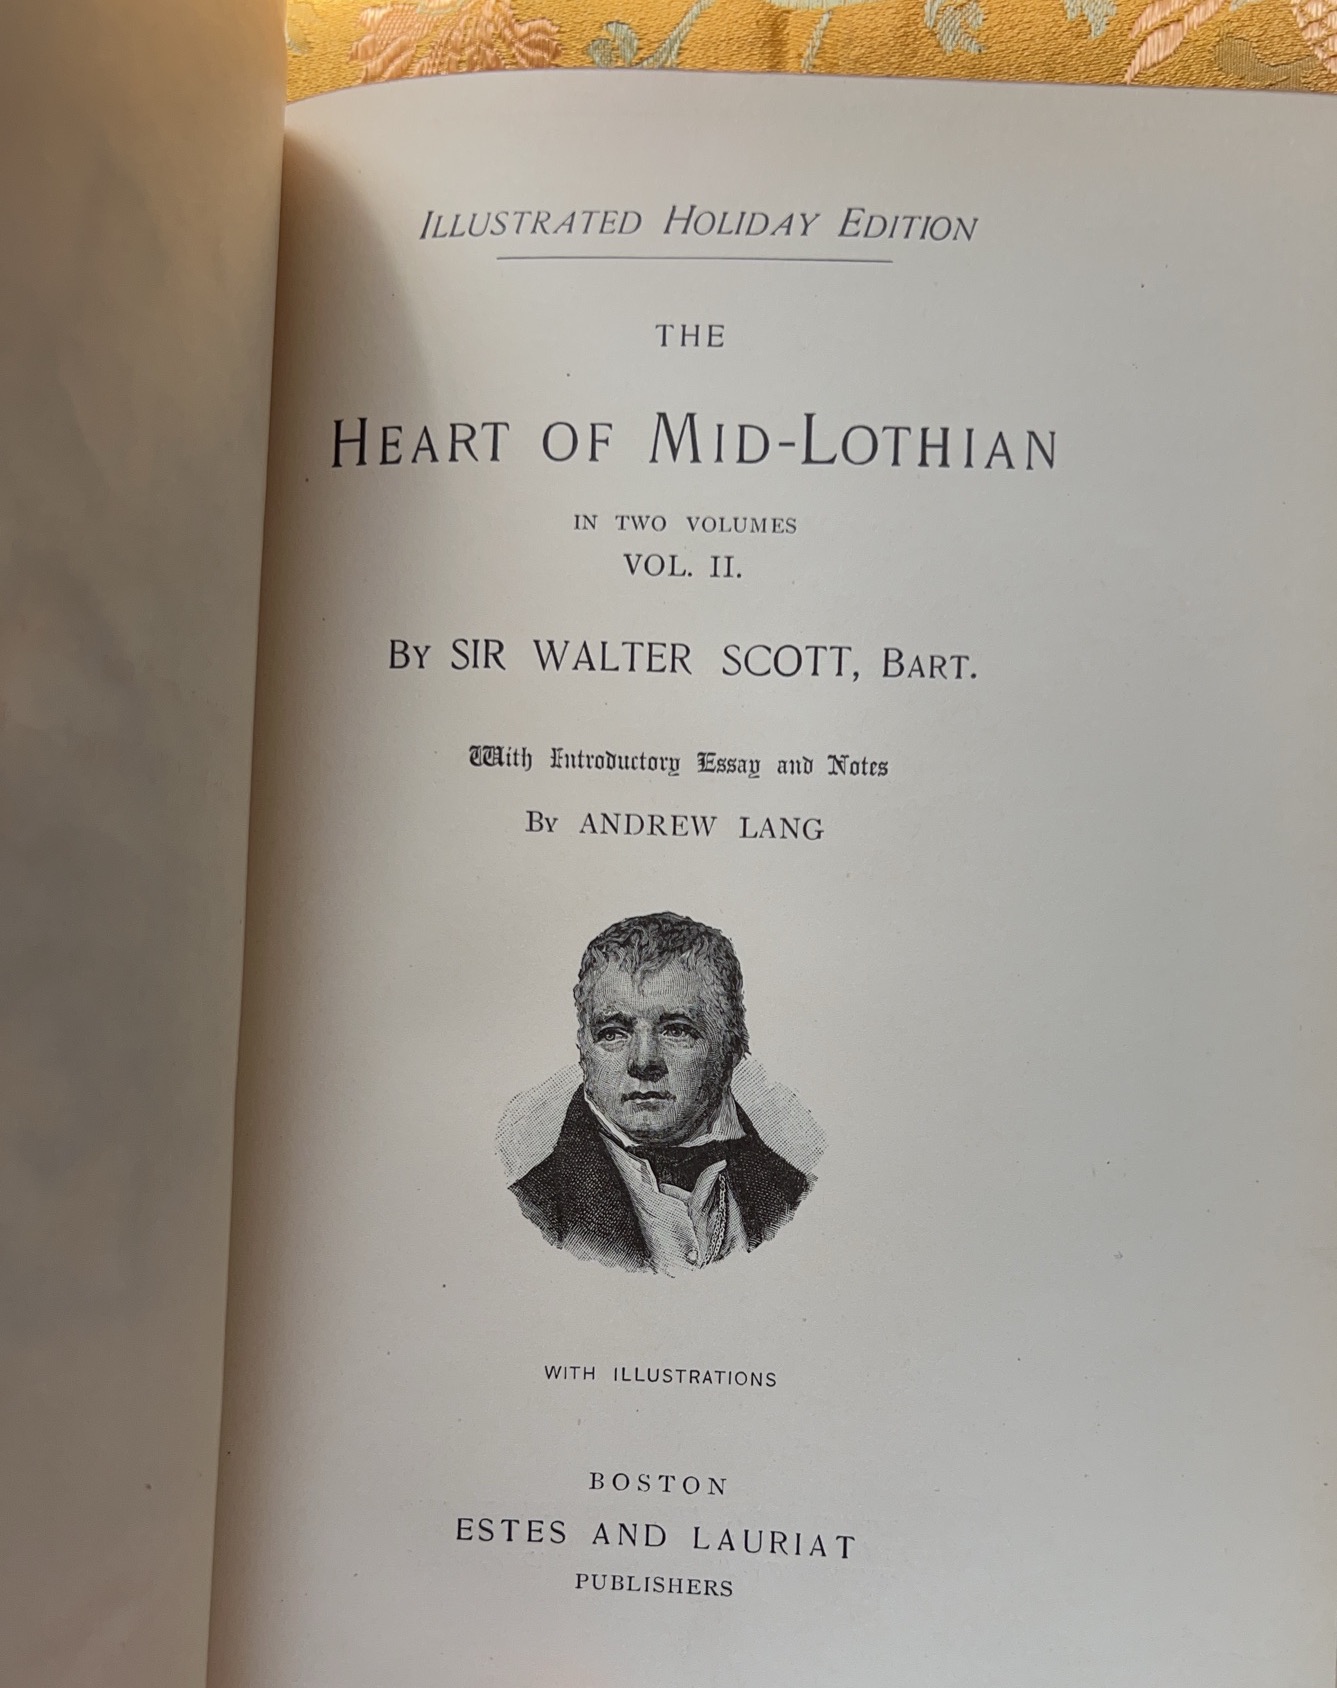 ILLUSTRATED HOLIDAY EDITION
THE
HEART OF MID-LOTHIAN
IN TWO VOLUMES
VOL. II.
BY SIR WALTER SCOTT, BART.
With Introductory Essay and Notes
BY ANDREW LANG
WITH ILLUSTRATIONS
BOSTON
ESTES AND LAURIAT
PUBLISHERS